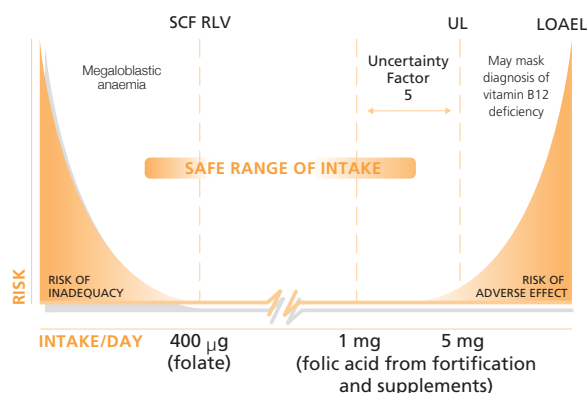 SCF RLV
UL
LOAEL
Megaloblastic
anaemia
Uncertainty
Factor
5
May mask
diagnosis of
vitamin B12
deficiency
SAFE RANGE OF INTAKE
RISK
RISK OF
INADEQUACY
RISK OF
ADVERSE EFFECT
INTAKE/DAY
400 μg
(folate)
1 mg
5 mg
(folic acid from fortification
and supplements)